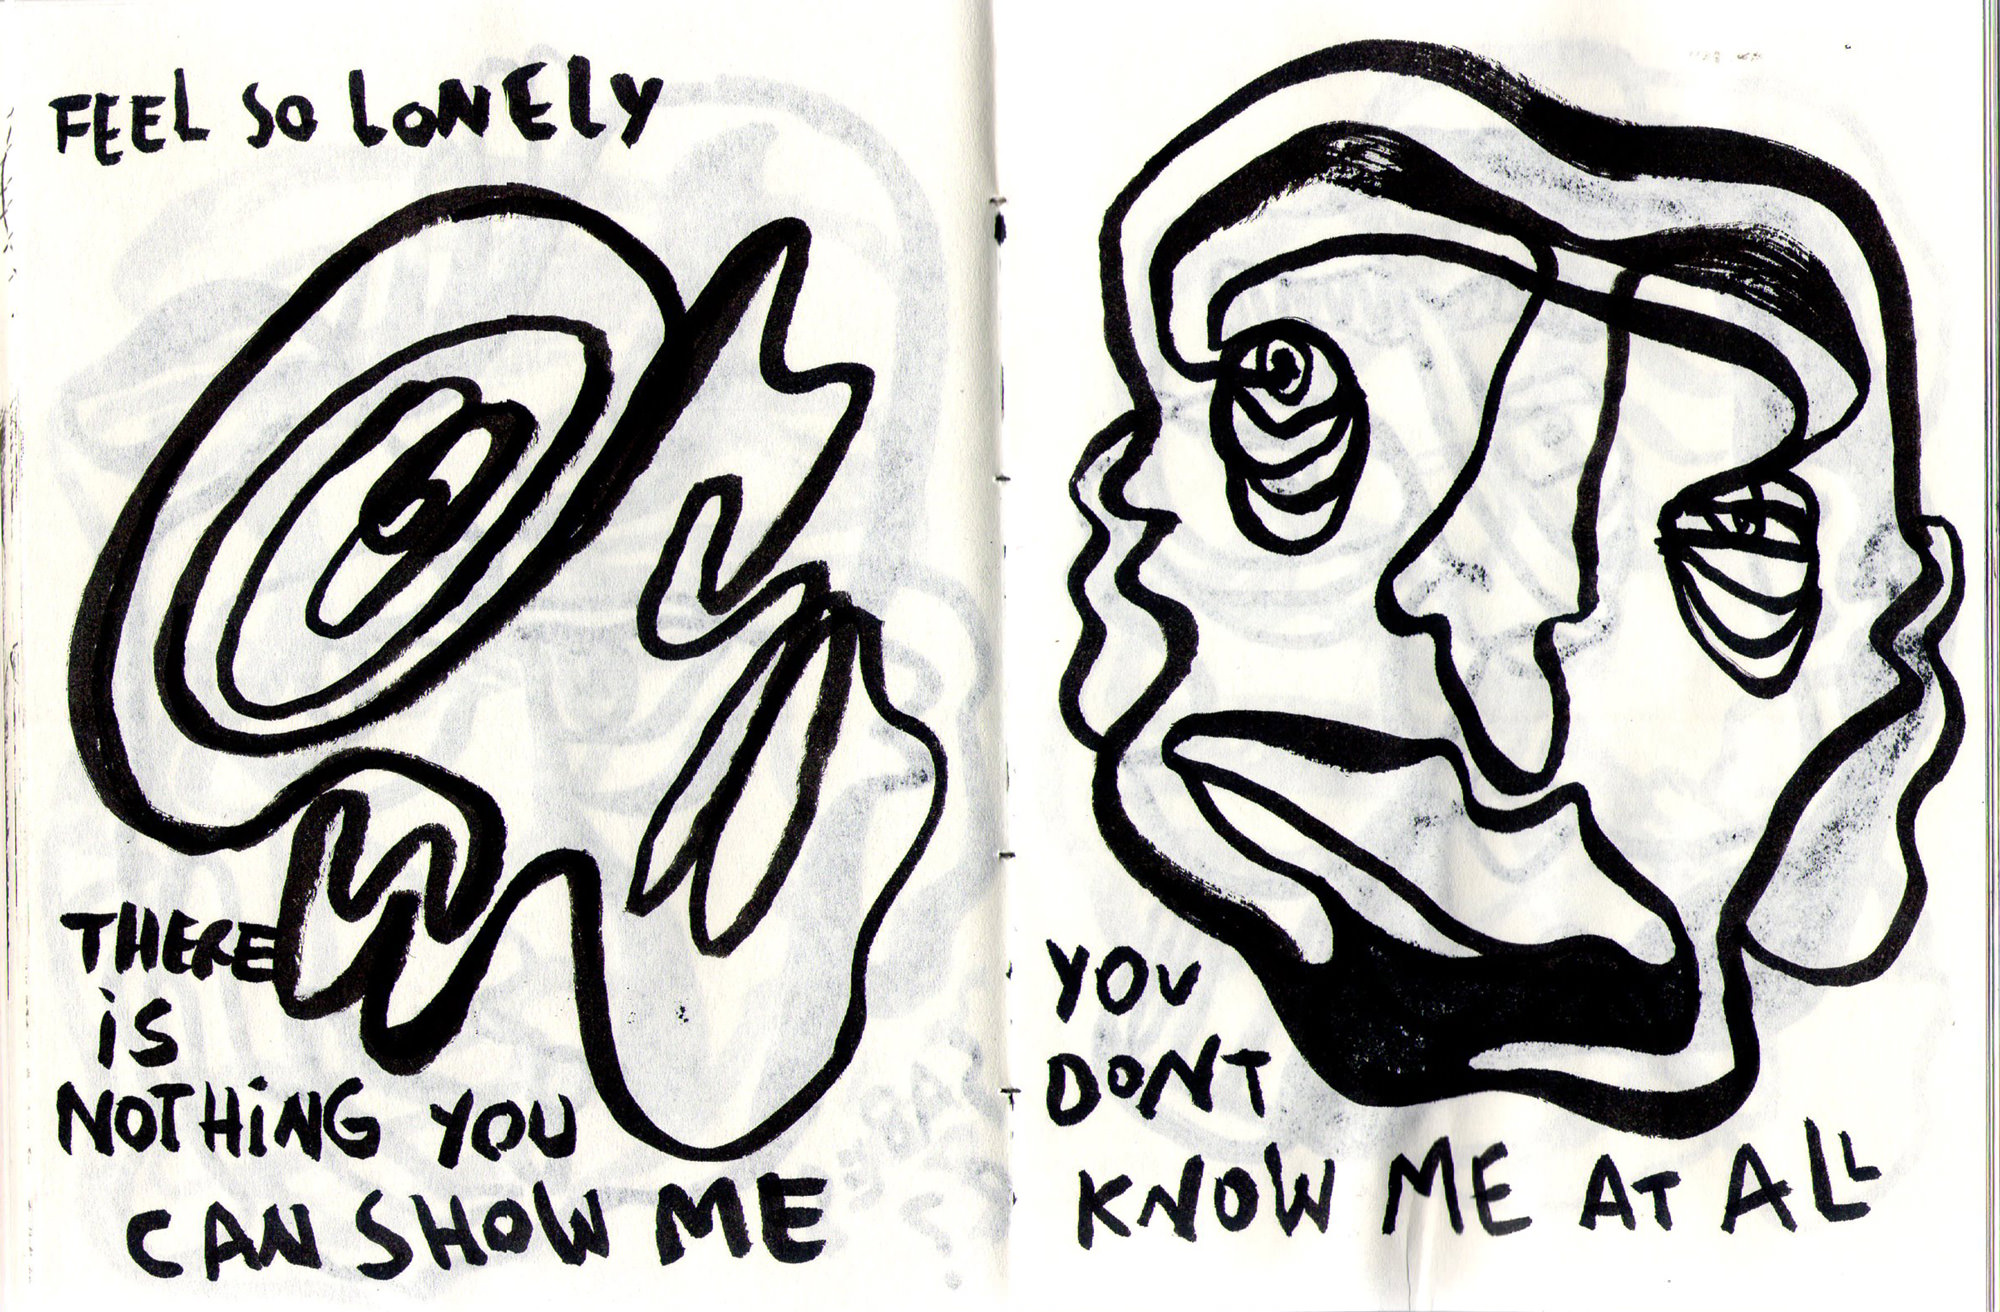 FEEL SO LONELY
THERE
iS
NOTHiNG YOU
CAN SHOW ME
YOU
DONT
KNOW ME AT ALL